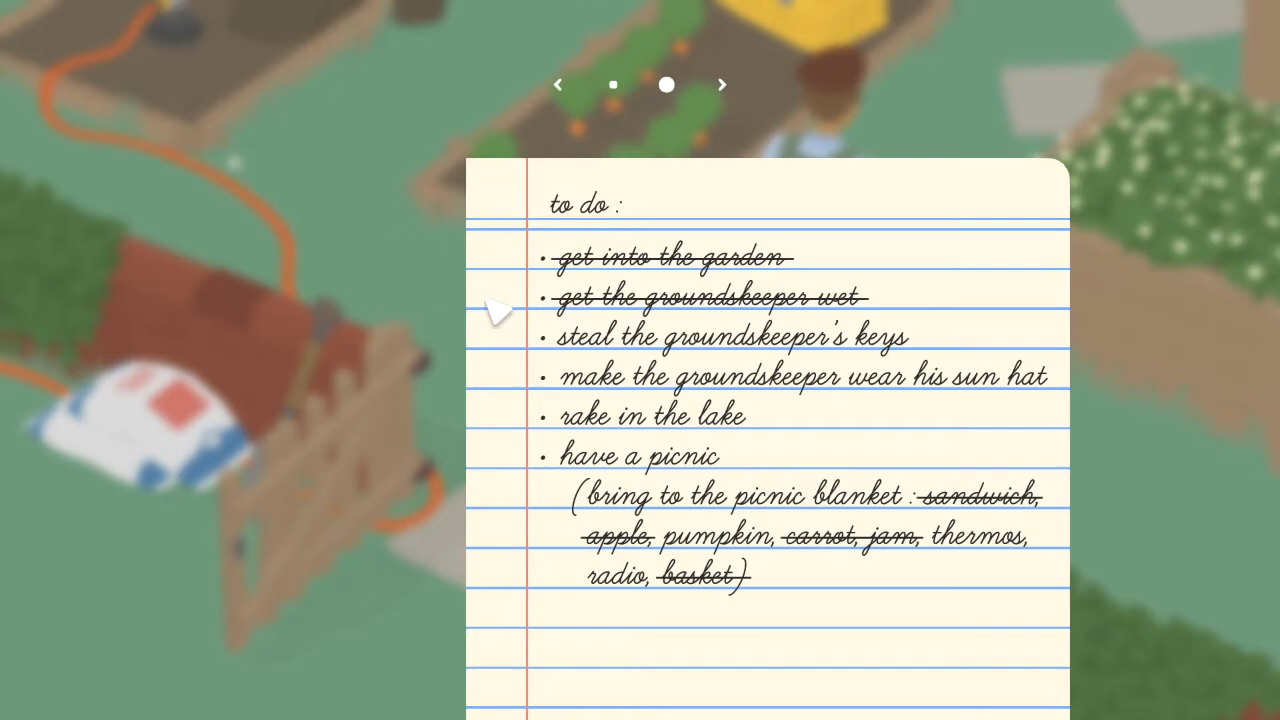 to do :
• get into the garden
• get the groundskeeper wet
• steal the groundskeeper's keys
• make the groundskeeper wear his sun hat
• rake in the lake
• have a picnic
(bring to the picnic blanket : sandwich,
apple, pumpkin, carrot, jam, thermos,
radio, basket)